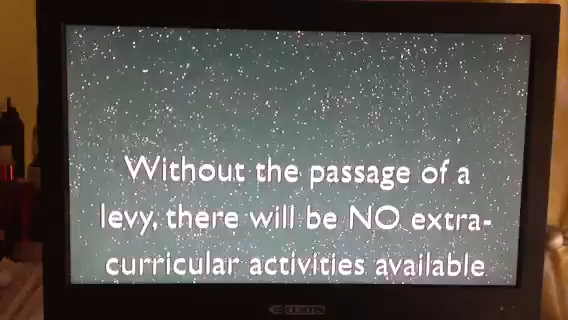 Without the passage of a
levy, there will be NO extra-
curricular activities available